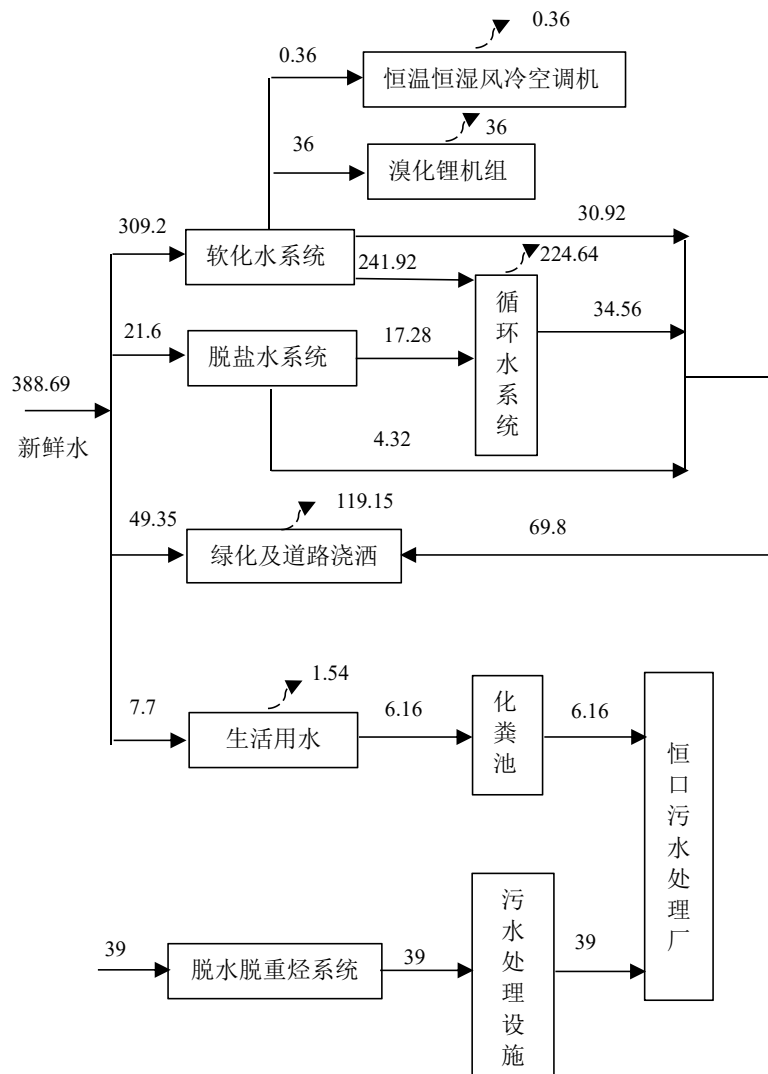 0.36
0.36
恒温恒湿风冷空调机
36
36
溴化锂机组
309.2
软化水系统
30.92
241.92
224.64
循环水系统
34.56
21.6
脱盐水系统
17.28
388.69
新鲜水
4.32
119.15
49.35
绿化及道路浇洒
69.8
1.54
7.7
生活用水
6.16
化粪池
6.16
恒口污水处理厂
39
脱水脱重烃系统
39
污水处理设施
39